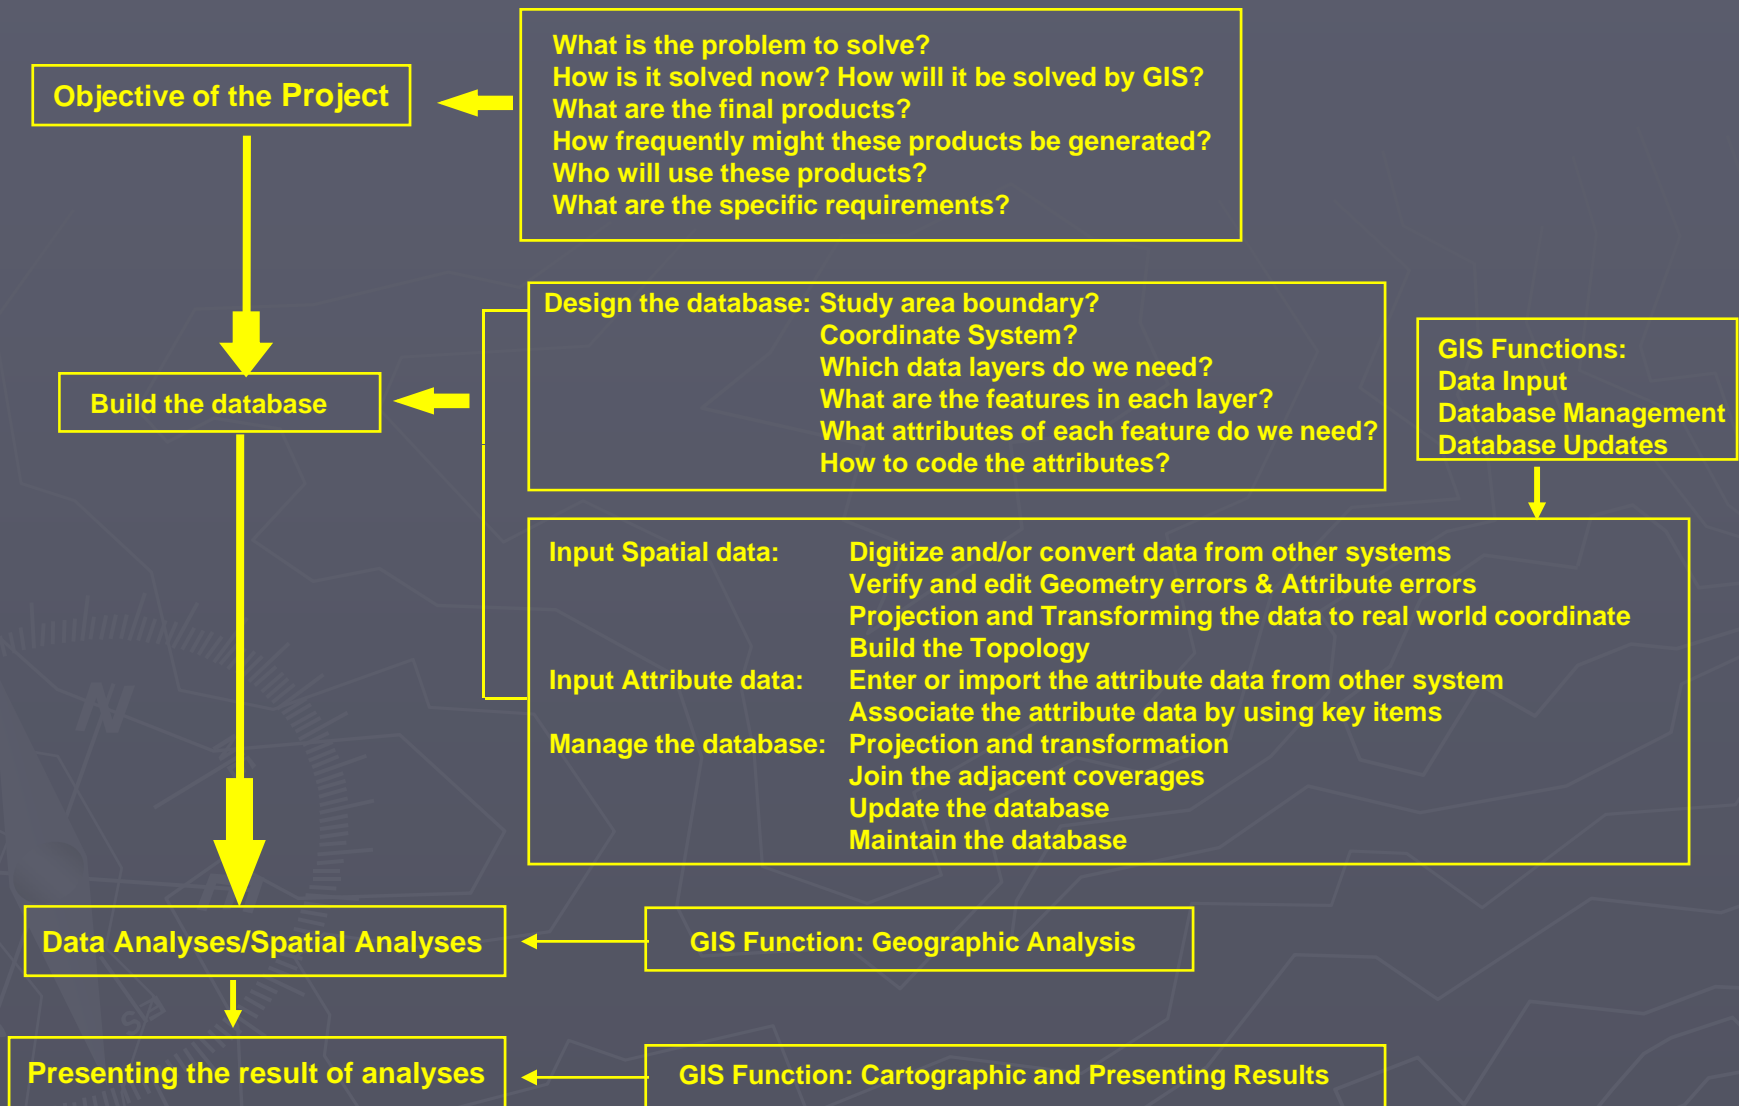 What is the problem to solve?
How is it solved now? How will it be solved by GIS?
What are the final products?
How frequently might these products be generated?
Who will use these products?
What are the specific requirements?
Objective of the Project
Design the database: Study area boundary?
Coordinate System?
Which data layers do we need?
What are the features in each layer?
What attributes of each feature do we need?
How to code the attributes?
GIS Functions:
Data Input
Database Management
Database Updates
Build the database
Input Spatial data: Digitize and/or convert data from other systems
Verify and edit Geometry errors & Attribute errors
Projection and Transforming the data to real world coordinate
Build the Topology
Input Attribute data: Enter or import the attribute data from other system
Associate the attribute data by using key items
Manage the database: Projection and transformation
Join the adjacent coverages
Update the database
Maintain the database
Data Analyses/Spatial Analyses
GIS Function: Geographic Analysis
Presenting the result of analyses
GIS Function: Cartographic and Presenting Results
N